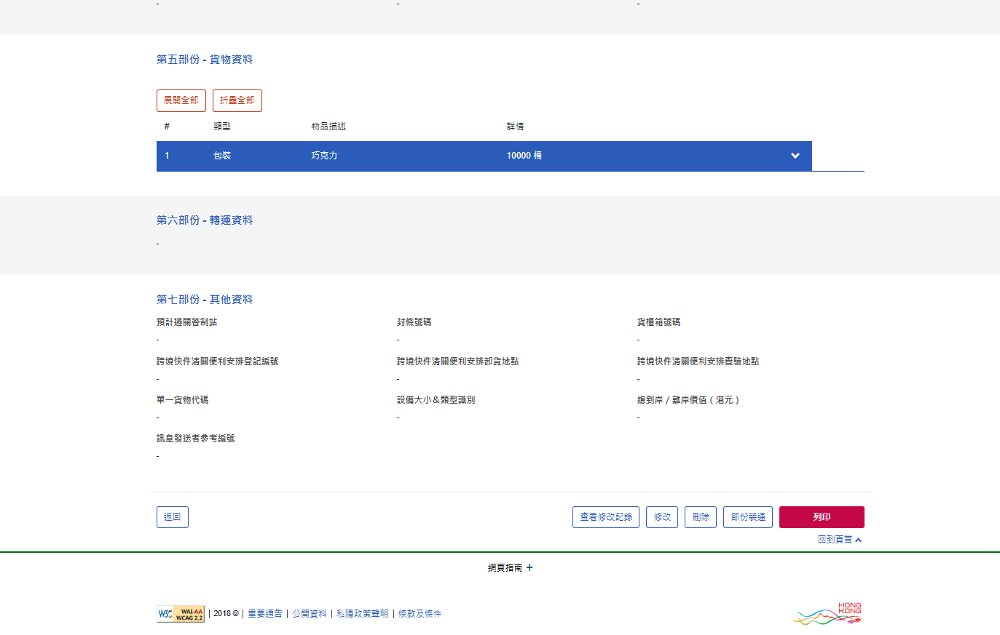 - - -
第五部份 - 貨物資料
展開全部 折疊全部
# 類型 物品描述 詳情
1 包裝 巧克力 10000 桶
第六部份 - 轉運資料
-
第七部份 - 其他資料
預計過關管制站 封條號碼 貨櫃箱號碼
- - -
跨境快件清關便利安排登記編號 跨境快件清關便利安排卸貨地點 跨境快件清關便利安排查驗地點
- - -
單一貨物代碼 設備大小＆類型識別 總到岸 / 離岸價值 ( 港元 )
- - -
訊息發送者參考編號
-
返回 查看修改記錄 修改 刪除 部份裝運 列印
回到頁首
網頁指南 +
W3C WAI-AA WCAG 2.2 | 2018 © | 重要通告 | 公開資料 | 私隱政策聲明 | 條款及條件
HONG KONG